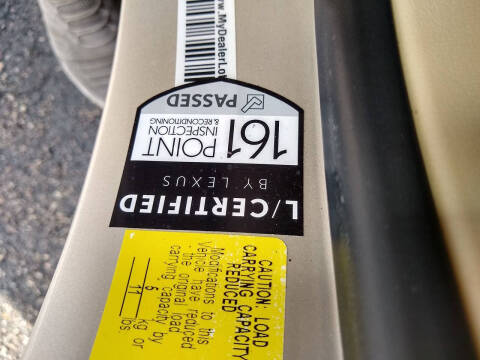 www.MyDealerLo
L/CERTIFIED
BY LEXUS
161 POINT
INSPECTION
& RECONDITIONING
PASSED
CAUTION: LOAD
CARRYING CAPACITY
REDUCED
Modifications to this
Vehicle have reduced
the original load
carrying capacity by
5 kg or
11 lbs